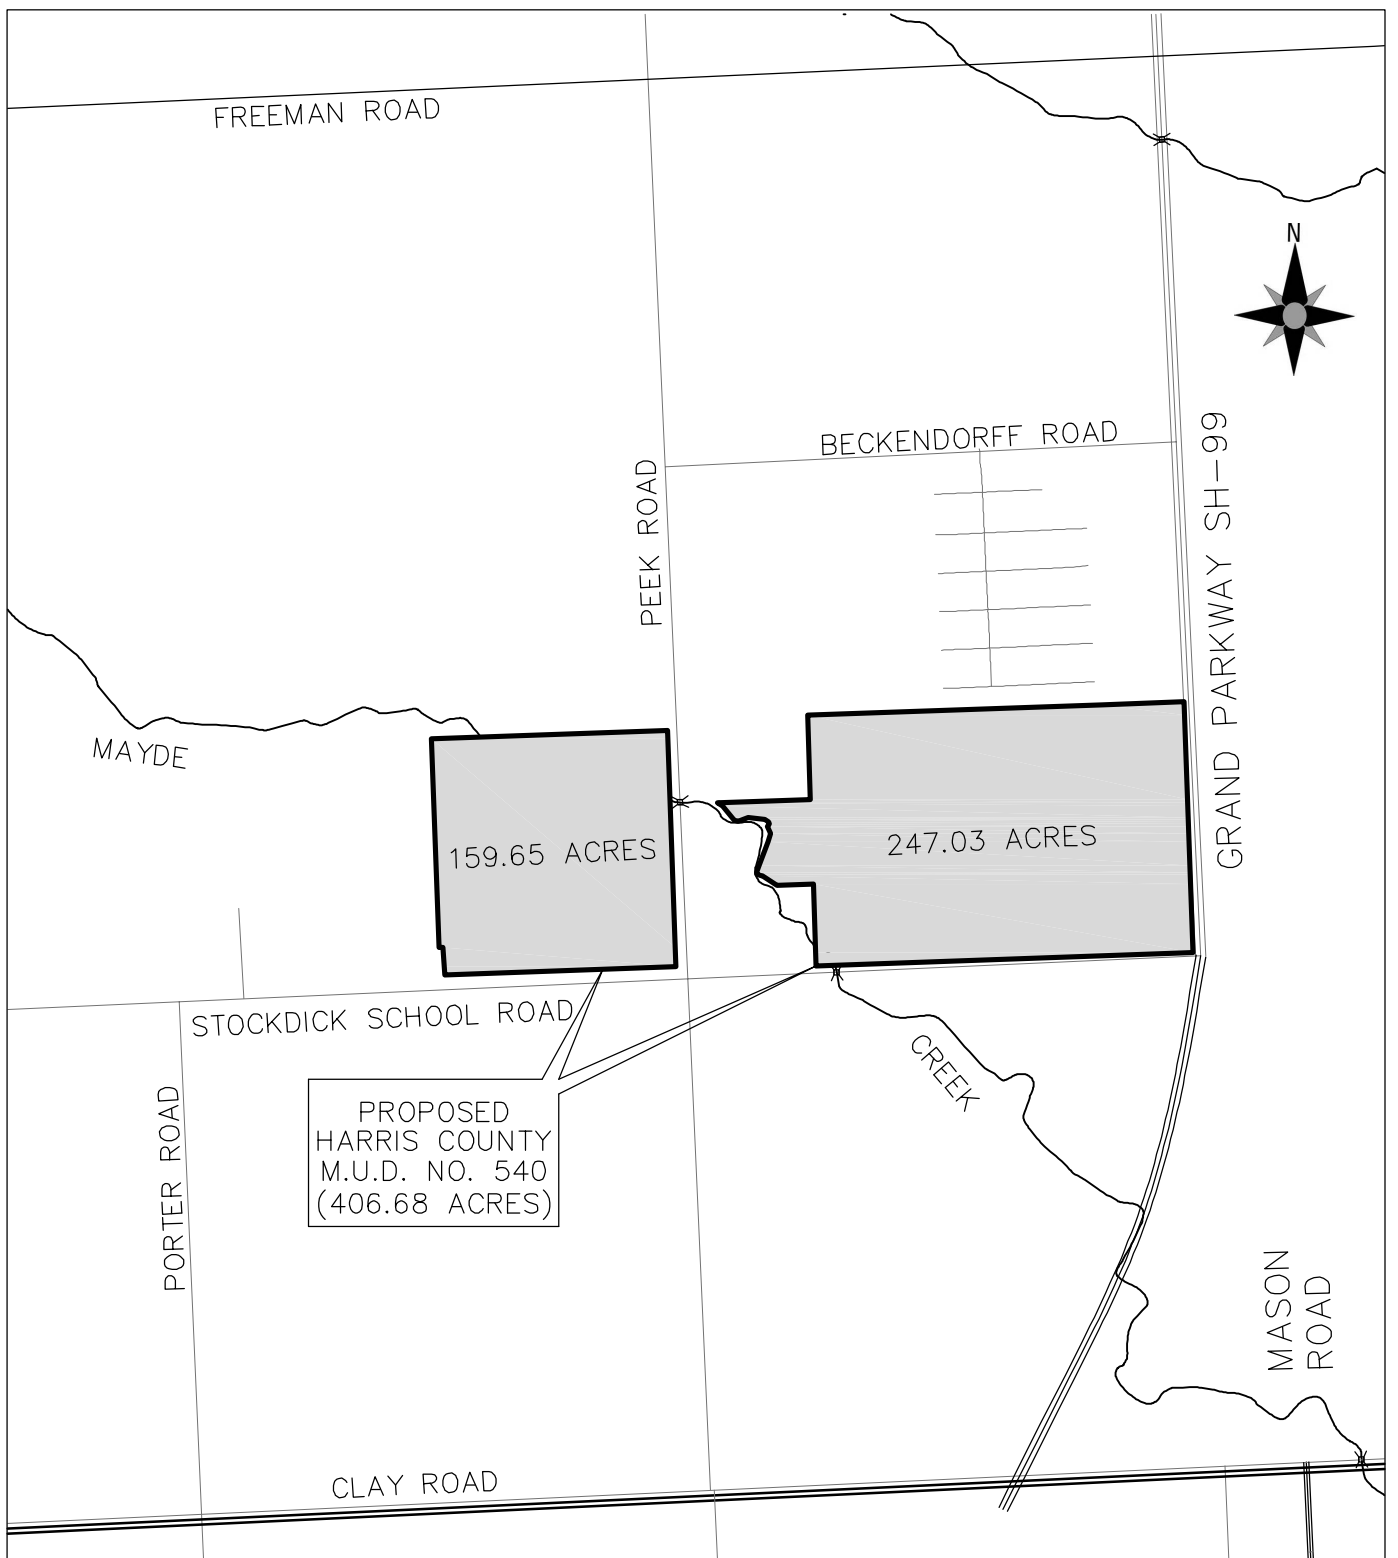 FREEMAN ROAD
N
BECKENDORFF ROAD
PEEK ROAD
GRAND PARKWAY SH-99
MAYDE
159.65 ACRES
247.03 ACRES
STOCKDICK SCHOOL ROAD
CREEK
PROPOSED
HARRIS COUNTY
M.U.D. NO. 540
(406.68 ACRES)
PORTER ROAD
MASON
ROAD
CLAY ROAD